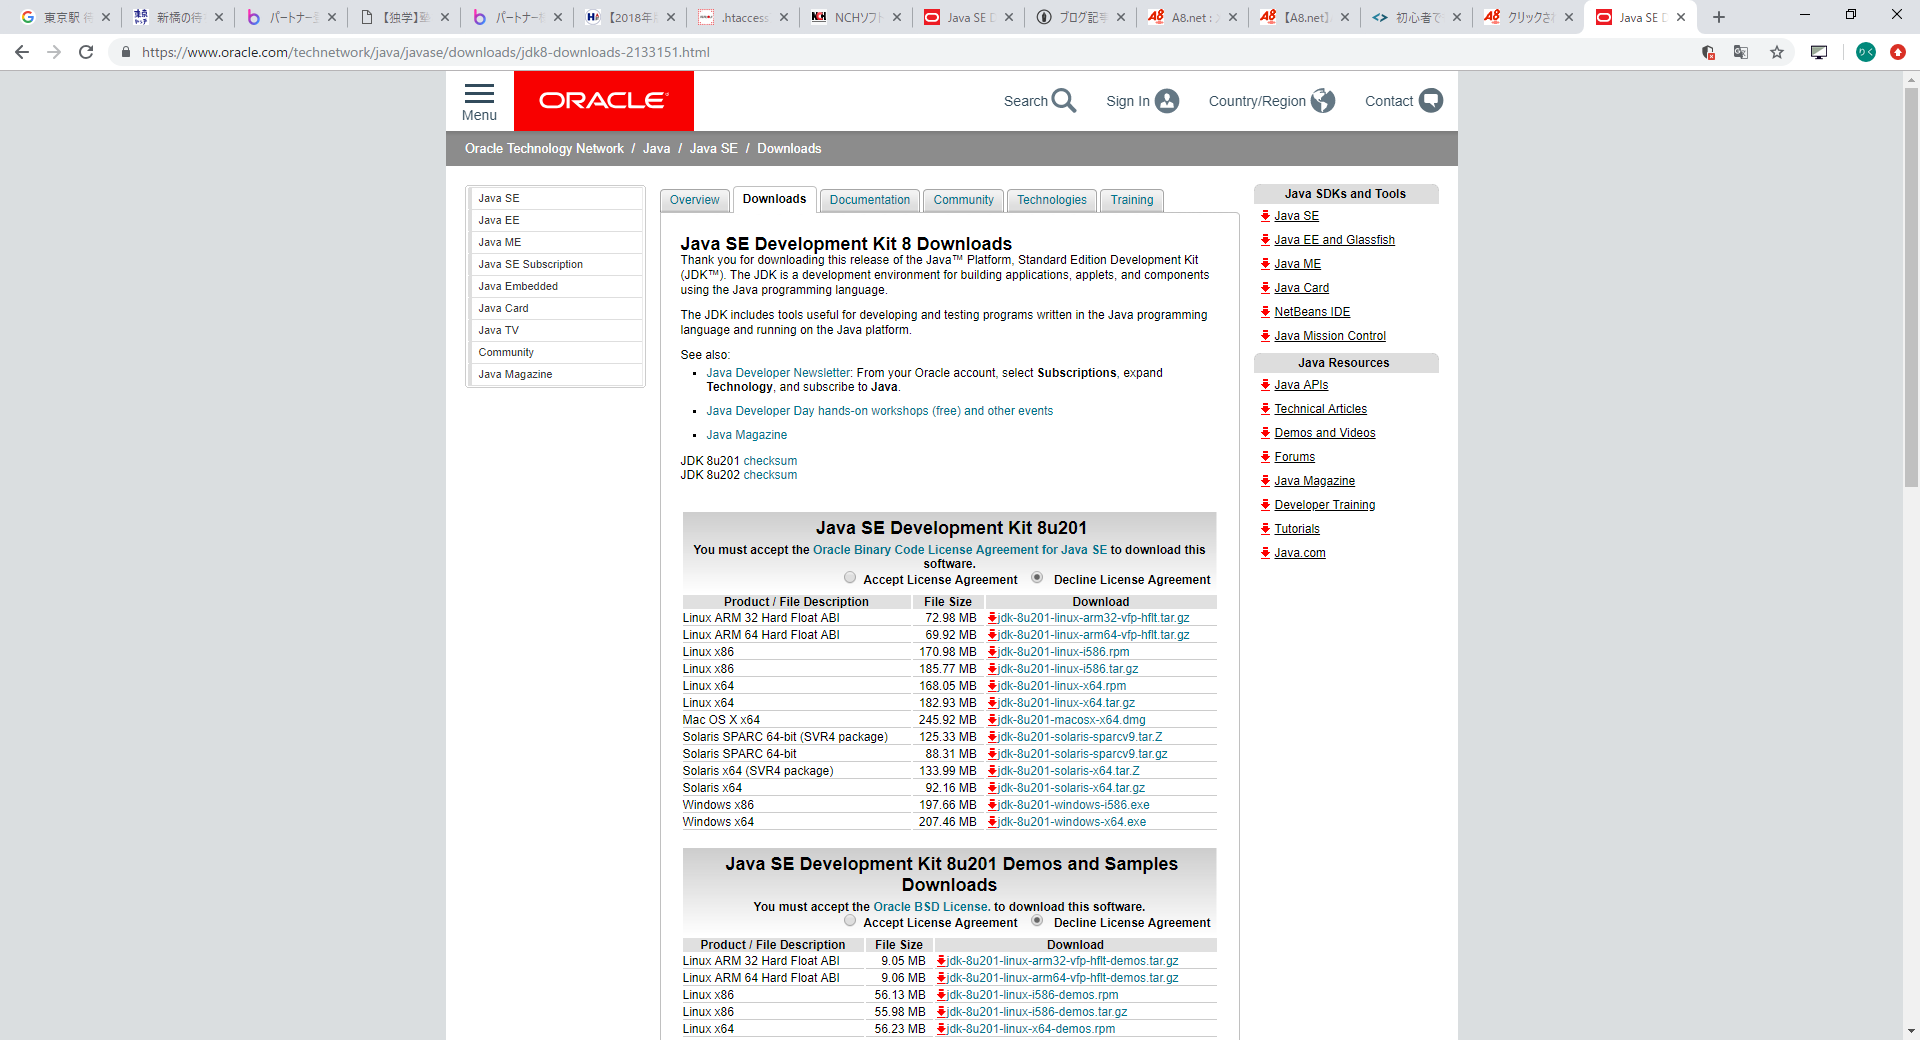 東京駅
新橋の待
パートナー
【独学】
パートナー
【2018年
.htaccess
NCHソフト
Java SE D
ブログ記事
A8.net :
【A8.net】
初心者で
クリックさ
Java SE D
https://www.oracle.com/technetwork/java/javase/downloads/jdk8-downloads-2133151.html
りく
Menu
ORACLE
Search
Sign In
Country/Region
Contact
Oracle Technology Network / Java / Java SE / Downloads
Java SE
Java EE
Java ME
Java SE Subscription
Java Embedded
Java Card
Java TV
Community
Java Magazine
Overview
Downloads
Documentation
Community
Technologies
Training
Java SE Development Kit 8 Downloads
Thank you for downloading this release of the Java™ Platform, Standard Edition Development Kit
(JDK™). The JDK is a development environment for building applications, applets, and components
using the Java programming language.
The JDK includes tools useful for developing and testing programs written in the Java programming
language and running on the Java platform.
See also:
Java Developer Newsletter: From your Oracle account, select Subscriptions, expand
Technology, and subscribe to Java.
Java Developer Day hands-on workshops (free) and other events
Java Magazine
JDK 8u201 checksum
JDK 8u202 checksum
Java SE Development Kit 8u201
You must accept the Oracle Binary Code License Agreement for Java SE to download this
software.
Accept License Agreement Decline License Agreement
Product / File Description File Size Download
Linux ARM 32 Hard Float ABI 72.98 MB jdk-8u201-linux-arm32-vfp-hflt.tar.gz
Linux ARM 64 Hard Float ABI 69.92 MB jdk-8u201-linux-arm64-vfp-hflt.tar.gz
Linux x86 170.98 MB jdk-8u201-linux-i586.rpm
Linux x86 185.77 MB jdk-8u201-linux-i586.tar.gz
Linux x64 168.05 MB jdk-8u201-linux-x64.rpm
Linux x64 182.93 MB jdk-8u201-linux-x64.tar.gz
Mac OS X x64 245.92 MB jdk-8u201-macosx-x64.dmg
Solaris SPARC 64-bit (SVR4 package) 125.33 MB jdk-8u201-solaris-sparcv9.tar.Z
Solaris SPARC 64-bit 88.31 MB jdk-8u201-solaris-sparcv9.tar.gz
Solaris x64 (SVR4 package) 133.99 MB jdk-8u201-solaris-x64.tar.Z
Solaris x64 92.16 MB jdk-8u201-solaris-x64.tar.gz
Windows x86 197.66 MB jdk-8u201-windows-i586.exe
Windows x64 207.46 MB jdk-8u201-windows-x64.exe
Java SE Development Kit 8u201 Demos and Samples
Downloads
You must accept the Oracle BSD License. to download this software.
Accept License Agreement Decline License Agreement
Product / File Description File Size Download
Linux ARM 32 Hard Float ABI 9.05 MB jdk-8u201-linux-arm32-vfp-hflt-demos.tar.gz
Linux ARM 64 Hard Float ABI 9.06 MB jdk-8u201-linux-arm64-vfp-hflt-demos.tar.gz
Linux x86 56.13 MB jdk-8u201-linux-i586-demos.rpm
Linux x86 55.98 MB jdk-8u201-linux-i586-demos.tar.gz
Linux x64 56.23 MB jdk-8u201-linux-x64-demos.rpm
Java SDKs and Tools
Java SE
Java EE and Glassfish
Java ME
Java Card
NetBeans IDE
Java Mission Control
Java Resources
Java APIs
Technical Articles
Demos and Videos
Forums
Java Magazine
Developer Training
Tutorials
Java.com